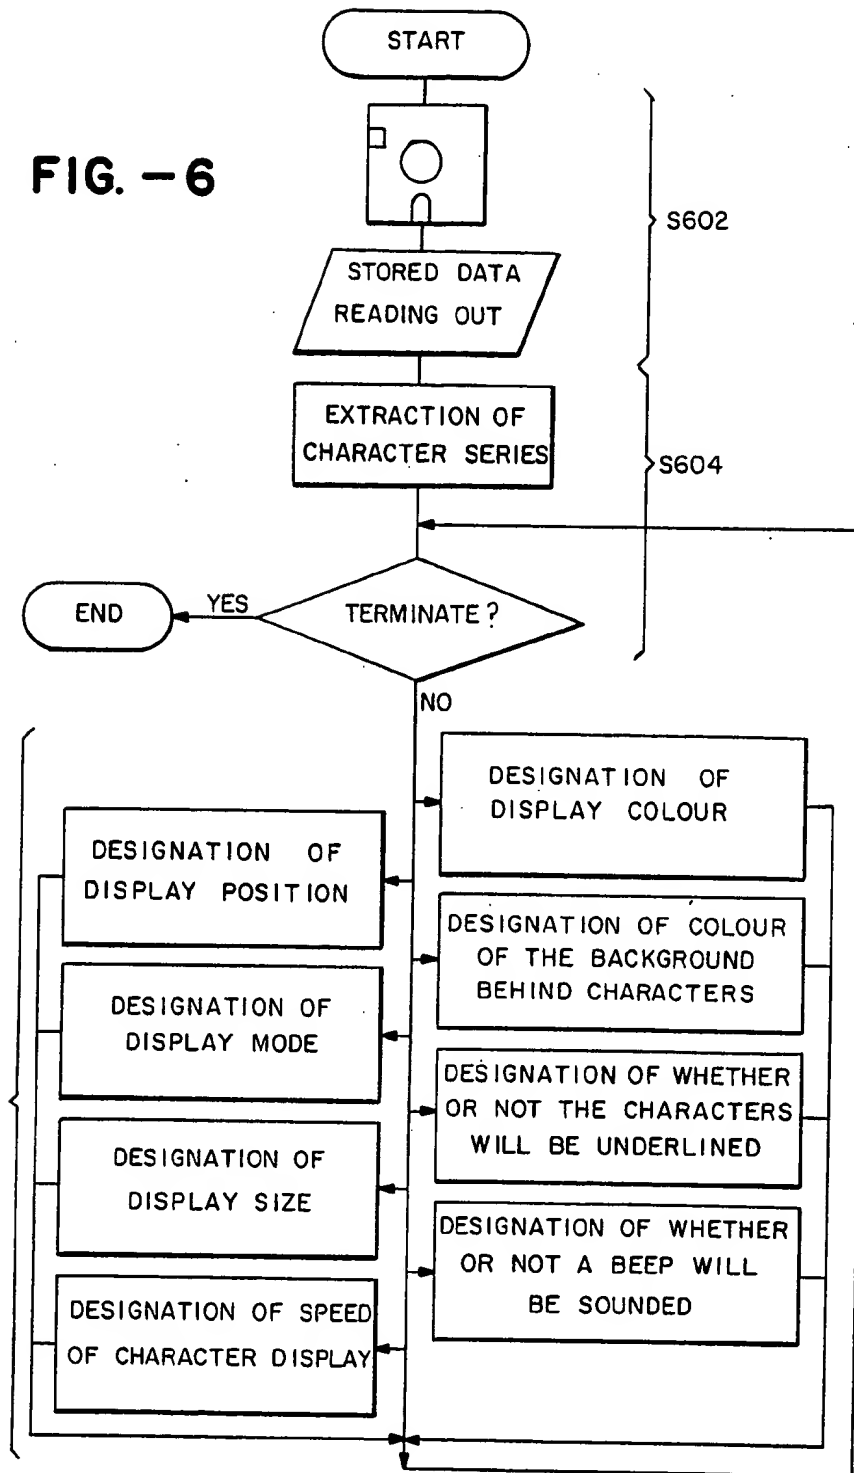 START
FIG. - 6
S602
STORED DATA
READING OUT
EXTRACTION OF
CHARACTER SERIES
S604
TERMINATE?
YES
END
NO
DESIGNATION OF
DISPLAY COLOUR
DESIGNATION OF
DISPLAY POSITION
DESIGNATION OF COLOUR
OF THE BACKGROUND
BEHIND CHARACTERS
DESIGNATION OF
DISPLAY MODE
DESIGNATION OF WHETHER
OR NOT THE CHARACTERS
WILL BE UNDERLINED
DESIGNATION OF
DISPLAY SIZE
DESIGNATION OF WHETHER
OR NOT A BEEP WILL
BE SOUNDED
DESIGNATION OF SPEED
OF CHARACTER DISPLAY